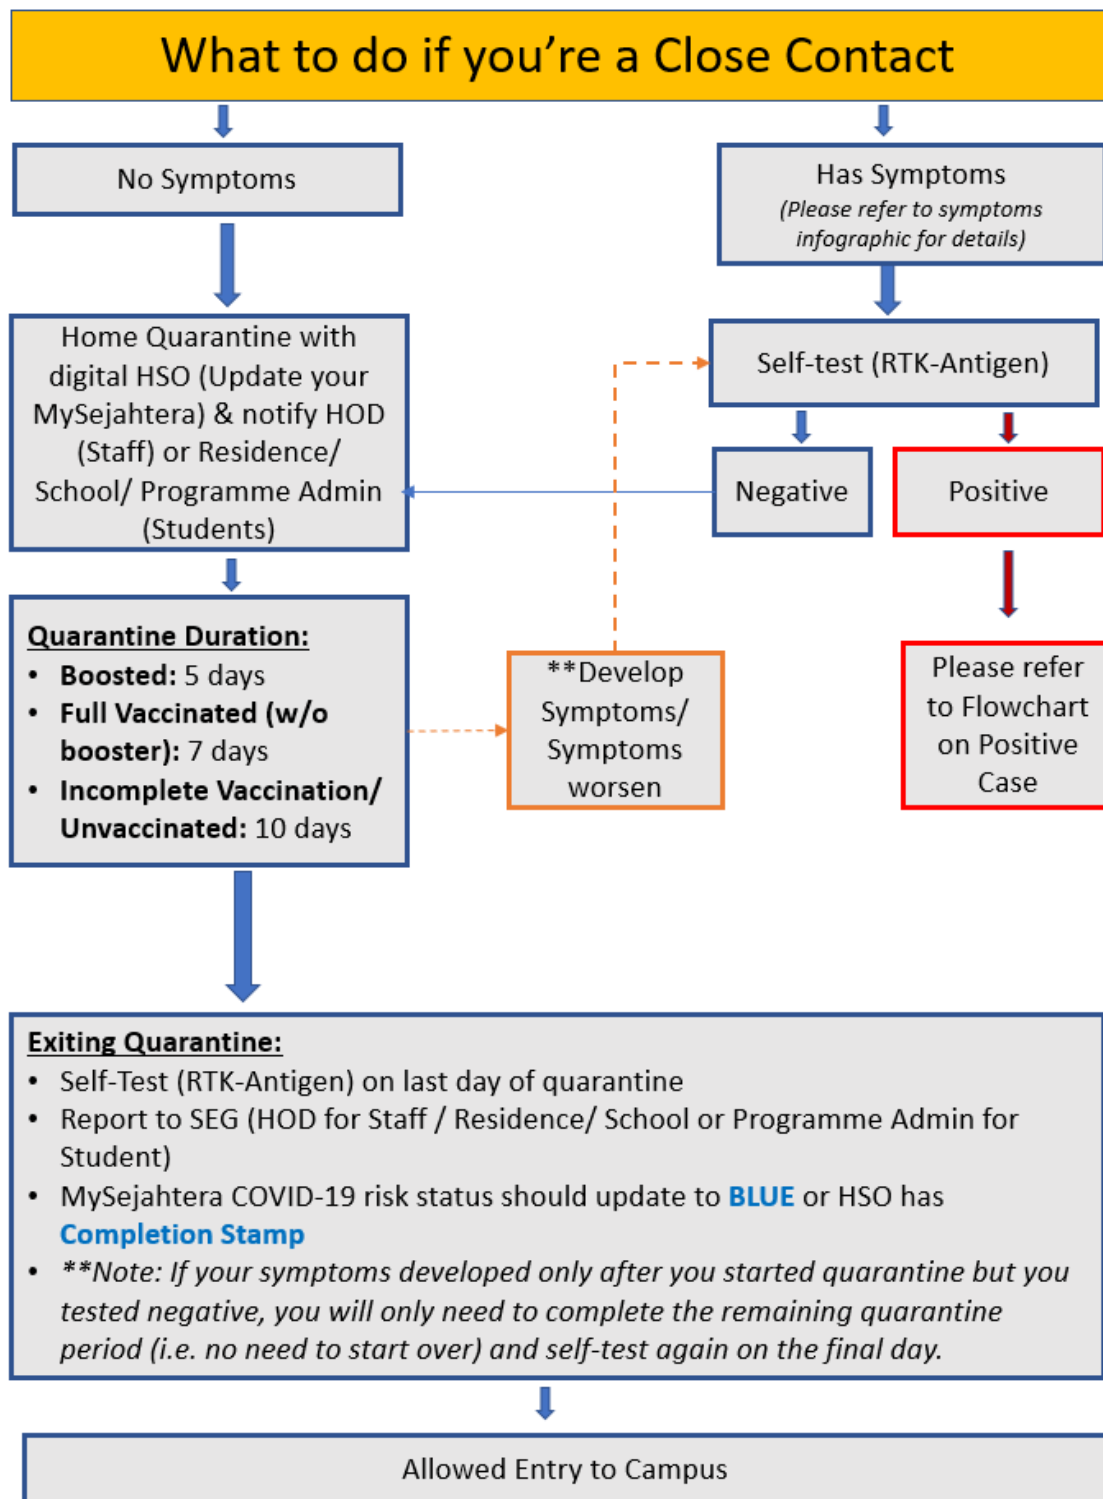 What to do if you're a Close Contact
No Symptoms
Has Symptoms
(Please refer to symptoms
infographic for details)
Home Quarantine with
digital HSO (Update your
MySejahtera) & notify HOD
(Staff) or Residence/
School/ Programme Admin
(Students)
Self-test (RTK-Antigen)
Negative
Positive
Quarantine Duration:
• Boosted: 5 days
• Full Vaccinated (w/o
booster): 7 days
• Incomplete Vaccination/
Unvaccinated: 10 days
**Develop
Symptoms/
Symptoms
worsen
Please refer
to Flowchart
on Positive
Case
Exiting Quarantine:
• Self-Test (RTK-Antigen) on last day of quarantine
• Report to SEG (HOD for Staff / Residence/ School or Programme Admin for
Student)
• MySejahtera COVID-19 risk status should update to BLUE or HSO has
Completion Stamp
• **Note: If your symptoms developed only after you started quarantine but you
tested negative, you will only need to complete the remaining quarantine
period (i.e. no need to start over) and self-test again on the final day.
Allowed Entry to Campus